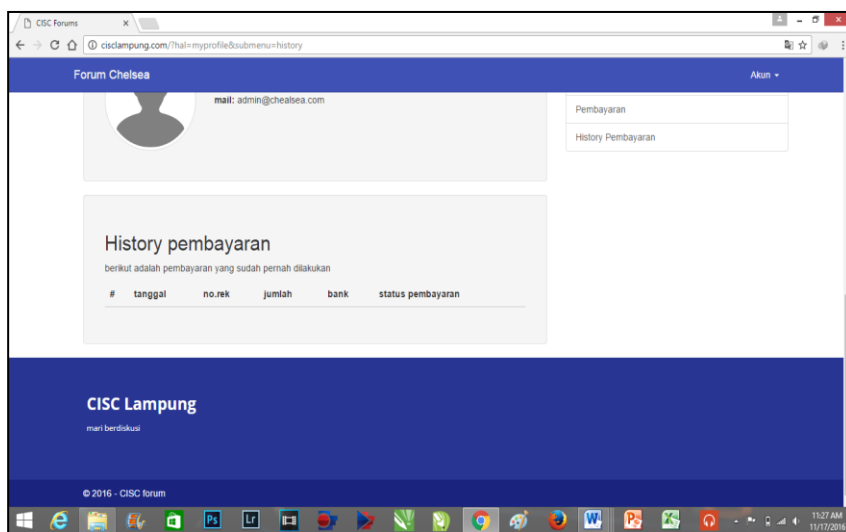 CISC Forums
cisclampung.com/?hal=myprofile&submenu=history
Forum Chelsea
Akun
mail: admin@chealsea.com
Pembayaran
History Pembayaran
History pembayaran
berikut adalah pembayaran yang sudah pernah dilakukan
# tanggal no.rek jumlah bank status pembayaran
CISC Lampung
mari berdiskusi
© 2016 - CISC forum
Ps Lr
11:27 AM
11/17/2016